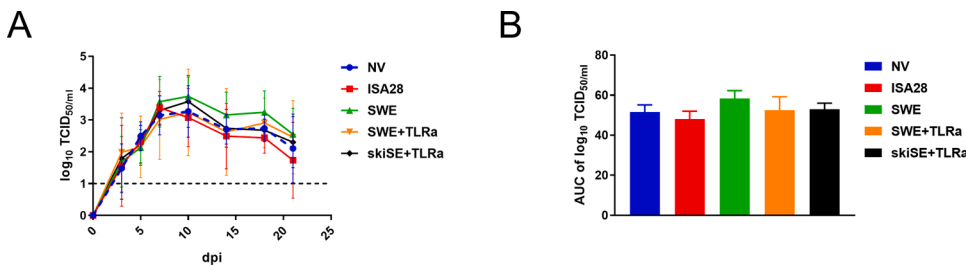 A
log10 TCID50/ml
5
4
3
2
1
0
0
5
10
15
20
25
dpi
NV
ISA28
SWE
SWE+TLRa
skiSE+TLRa
B
AUC of log10 TCID50/ml
80
60
40
20
0
NV
ISA28
SWE
SWE+TLRa
skiSE+TLRa